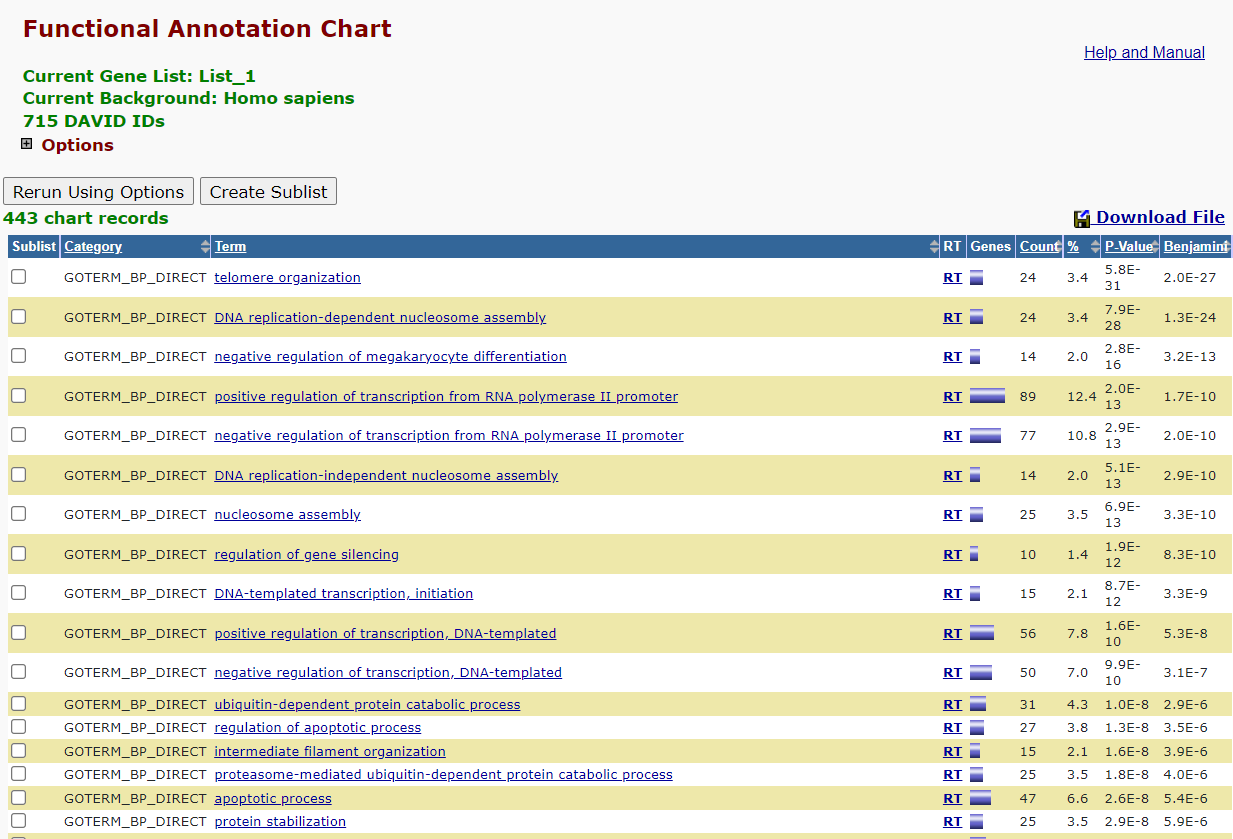 Functional Annotation Chart
Help and Manual
Current Gene List: List_1
Current Background: Homo sapiens
715 DAVID IDs
Options
Rerun Using Options Create Sublist
443 chart records
Download File
Sublist Category Term RT Genes Count % P-Value Benjamini
GOTERM_BP_DIRECT telomere organization RT 24 3.4 5.8E-31 2.0E-27
GOTERM_BP_DIRECT DNA replication-dependent nucleosome assembly RT 24 3.4 7.9E-28 1.3E-24
GOTERM_BP_DIRECT negative regulation of megakaryocyte differentiation RT 14 2.0 2.8E-16 3.2E-13
GOTERM_BP_DIRECT positive regulation of transcription from RNA polymerase II promoter RT 89 12.4 2.0E-13 1.7E-10
GOTERM_BP_DIRECT negative regulation of transcription from RNA polymerase II promoter RT 77 10.8 2.9E-13 2.0E-10
GOTERM_BP_DIRECT DNA replication-independent nucleosome assembly RT 14 2.0 5.1E-13 2.9E-10
GOTERM_BP_DIRECT nucleosome assembly RT 25 3.5 6.9E-13 3.3E-10
GOTERM_BP_DIRECT regulation of gene silencing RT 10 1.4 1.9E-12 8.3E-10
GOTERM_BP_DIRECT DNA-templated transcription, initiation RT 15 2.1 8.7E-12 3.3E-9
GOTERM_BP_DIRECT positive regulation of transcription, DNA-templated RT 56 7.8 1.6E-10 5.3E-8
GOTERM_BP_DIRECT negative regulation of transcription, DNA-templated RT 50 7.0 9.9E-10 3.1E-7
GOTERM_BP_DIRECT ubiquitin-dependent protein catabolic process RT 31 4.3 1.0E-8 2.9E-6
GOTERM_BP_DIRECT regulation of apoptotic process RT 27 3.8 1.3E-8 3.5E-6
GOTERM_BP_DIRECT intermediate filament organization RT 15 2.1 1.6E-8 3.9E-6
GOTERM_BP_DIRECT proteasome-mediated ubiquitin-dependent protein catabolic process RT 25 3.5 1.8E-8 4.0E-6
GOTERM_BP_DIRECT apoptotic process RT 47 6.6 2.6E-8 5.4E-6
GOTERM_BP_DIRECT protein stabilization RT 25 3.5 2.9E-8 5.9E-6